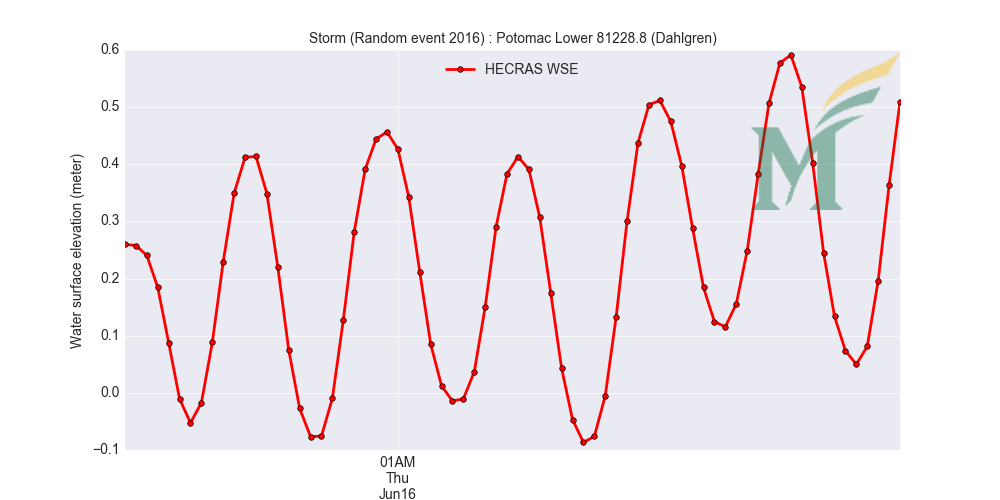 Storm (Random event 2016) : Potomac Lower 81228.8 (Dahlgren)
HECRAS WSE
Water surface elevation (meter)
0.6
0.5
0.4
0.3
0.2
0.1
0.0
−0.1
M
01AM
Thu
Jun16